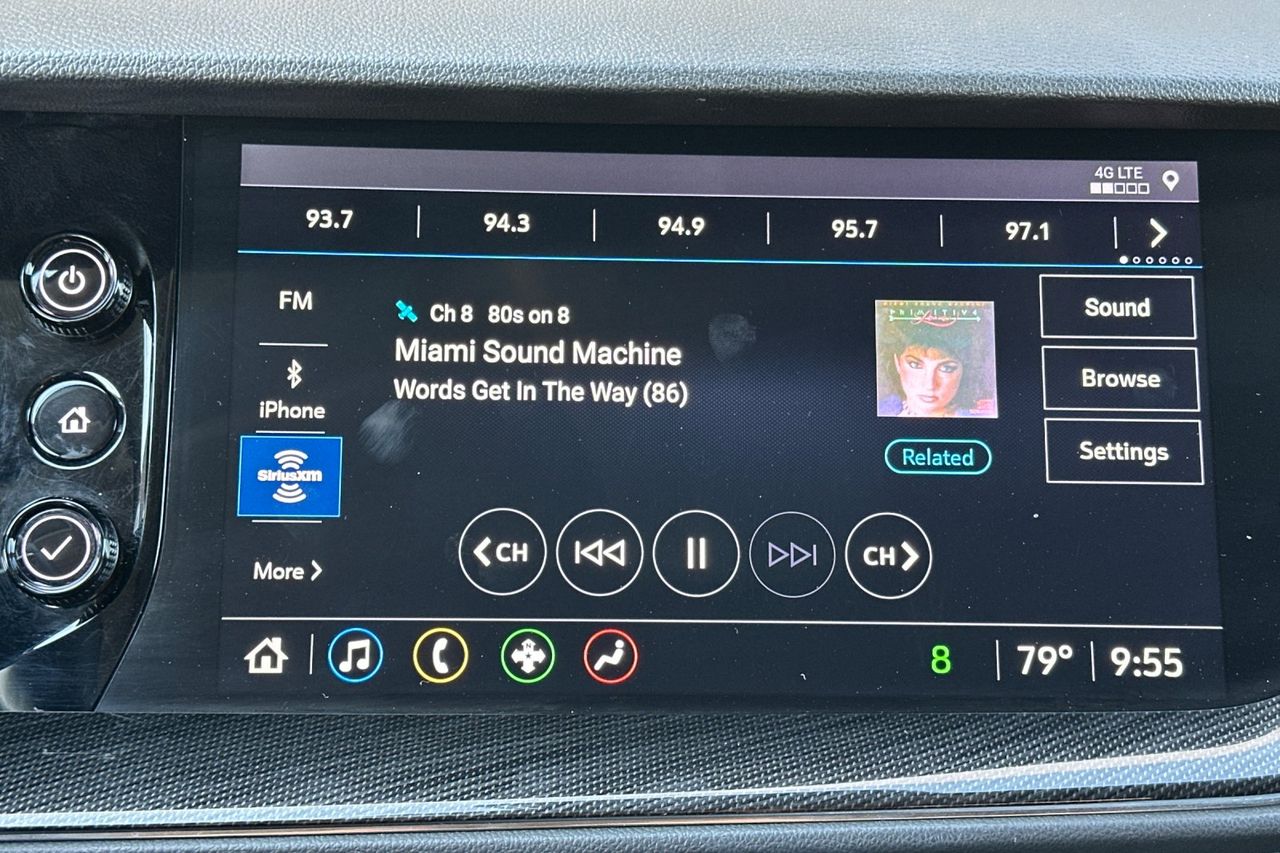 4G LTE
93.7 94.3 94.9 95.7 97.1
FM
iPhone
SiriusXM
More
Ch 8 80s on 8
Miami Sound Machine
Words Get In The Way (86)
PRIMITIVE
Love
Related
Sound
Browse
Settings
CH
CH
8 79° 9:55